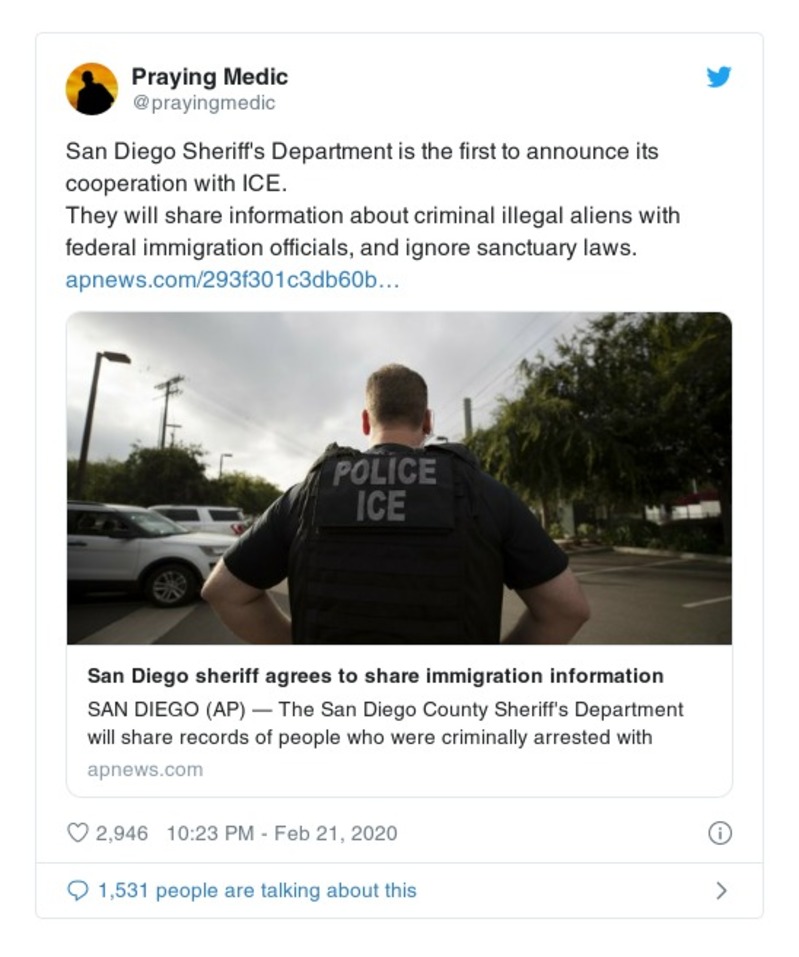 Praying Medic
@prayingmedic
San Diego Sheriff's Department is the first to announce its
cooperation with ICE.
They will share information about criminal illegal aliens with
federal immigration officials, and ignore sanctuary laws.
apnews.com/293f301c3db60b…
POLICE
ICE
San Diego sheriff agrees to share immigration information
SAN DIEGO (AP) — The San Diego County Sheriff's Department
will share records of people who were criminally arrested with
apnews.com
2,946 10:23 PM - Feb 21, 2020
1,531 people are talking about this